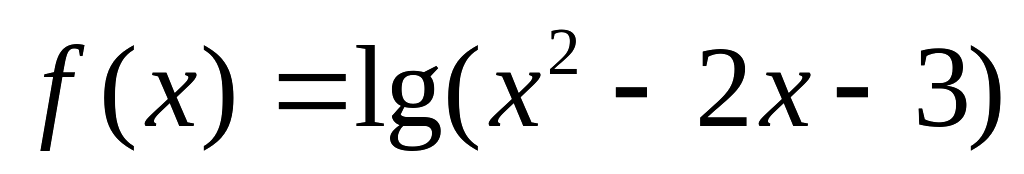 f(x) = lg(x² - 2x - 3)